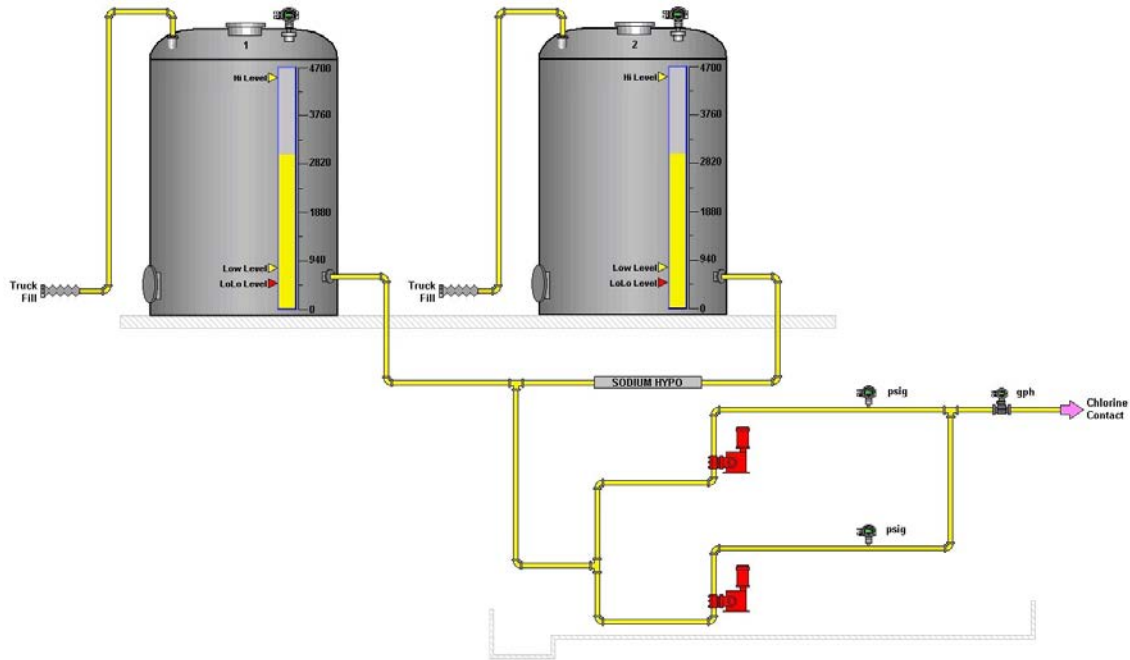 1
Hi Level
4700
3760
2820
1880
940
0
Low Level
LoLo Level
Truck
Fill
2
Hi Level
4700
3760
2820
1880
940
0
Low Level
LoLo Level
Truck
Fill
SODIUM HYPO
psig
gph
Chlorine
Contact
psig